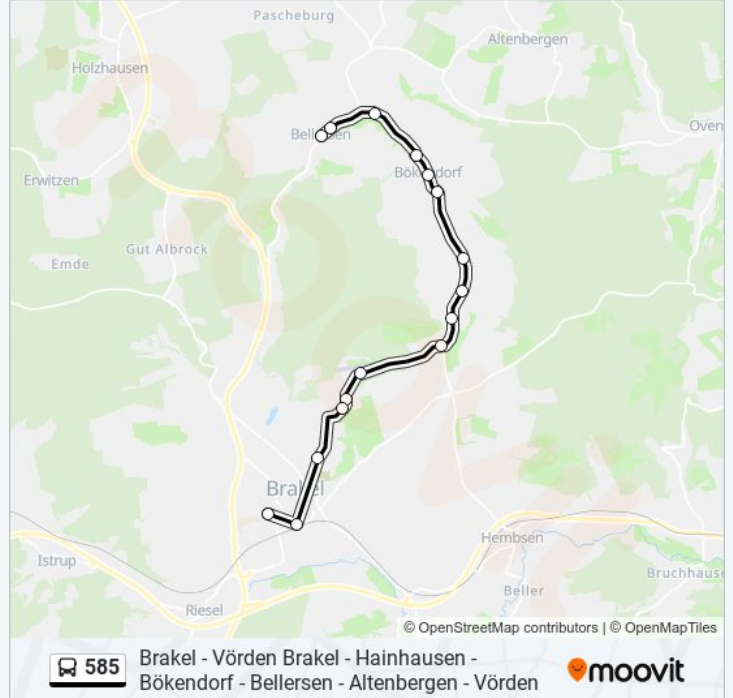 Pascheburg
Altenbergen
Holzhausen
Oven
Bellersen
Bökendorf
Erwitzen
Gut Albrock
Emde
Brakel
Hembsen
Istrup
Bruchhause
Beller
Riesel
© OpenStreetMap contributors | © OpenMapTiles
585
Brakel - Vörden Brakel - Hainhausen -
Bökendorf - Bellersen - Altenbergen - Vörden
moovit